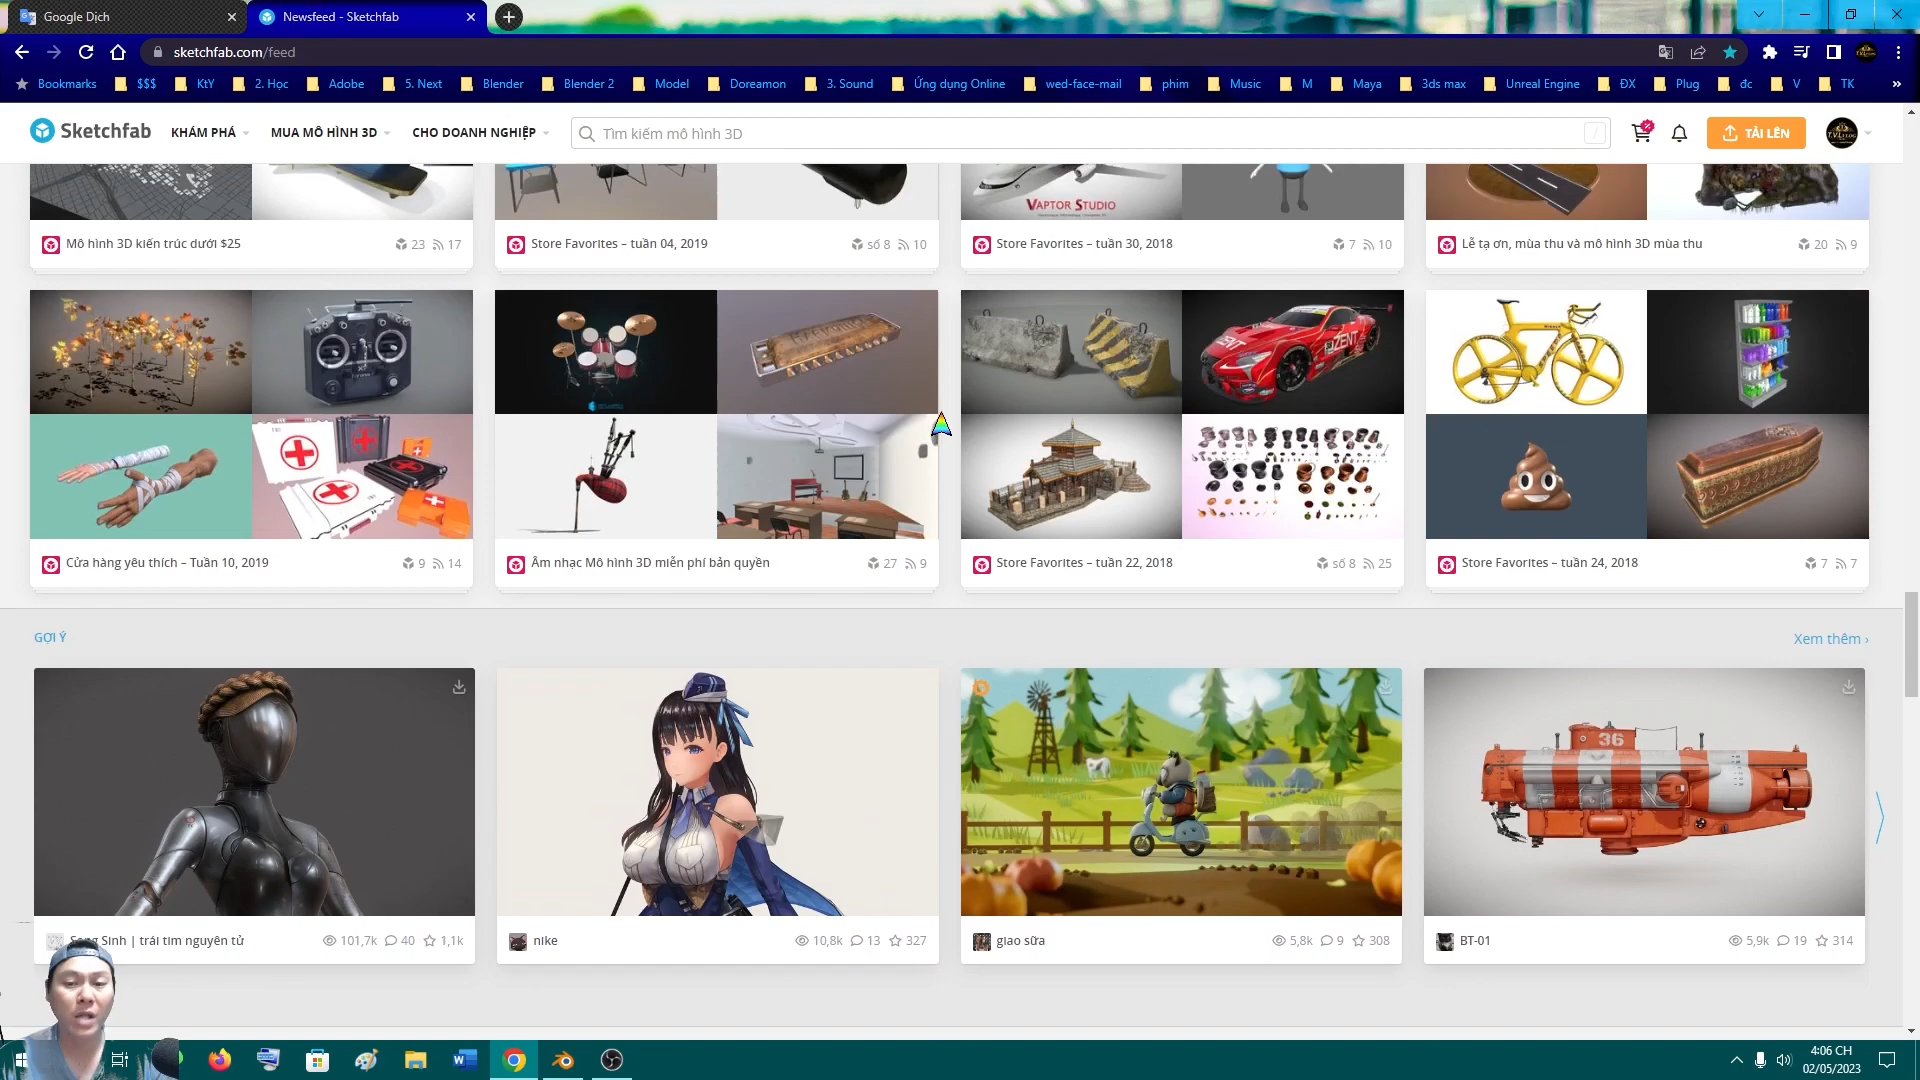 Google Dịch
Newsfeed - Sketchfab
sketchfab.com/feed
Bookmarks
$$$
KtY
2. Học
Adobe
5. Next
Blender
Blender 2
Model
Doreamon
3. Sound
Ứng dụng Online
wed-face-mail
phim
Music
M
Maya
3ds max
Unreal Engine
ĐX
Plug
đc
V
TK
»
Sketchfab
KHÁM PHÁ
MUA MÔ HÌNH 3D
CHO DOANH NGHIỆP
Tìm kiếm mô hình 3D
/
TẢI LÊN
VAPTOR STUDIO
Mô hình 3D kiến trúc dưới $25
23 17
Store Favorites – tuần 04, 2019
số 8 10
Store Favorites – tuần 30, 2018
7 10
Lễ tạ ơn, mùa thu và mô hình 3D mùa thu
20 9
ZENT
ZENT
Cửa hàng yêu thích – Tuần 10, 2019
9 14
Âm nhạc Mô hình 3D miễn phí bản quyền
27 9
Store Favorites – tuần 22, 2018
số 8 25
Store Favorites – tuần 24, 2018
7 7
GỢI Ý
Xem thêm ›
36
Song Sinh | trái tim nguyên tử
101,7k 40 1,1k
nike
10,8k 13 327
giao sữa
5,8k 9 308
BT-01
5,9k 19 314
4:06 CH
02/05/2023